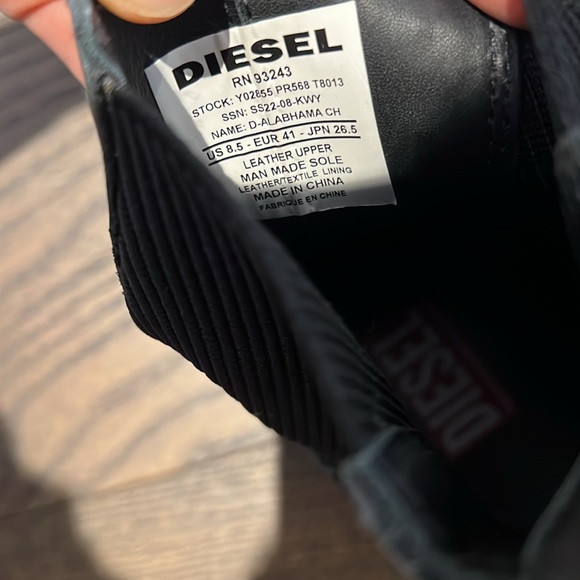 DIESEL
RN 93243
STOCK: Y02855 PR568 T8013
SSN: SS22-08-KWY
NAME: D-ALABHAMA CH
US 8.5 - EUR 41 - JPN 26.5
LEATHER UPPER
MAN MADE SOLE
LEATHER/TEXTILE LINING
MADE IN CHINA
FABRIQUE EN CHINE
DIESEL